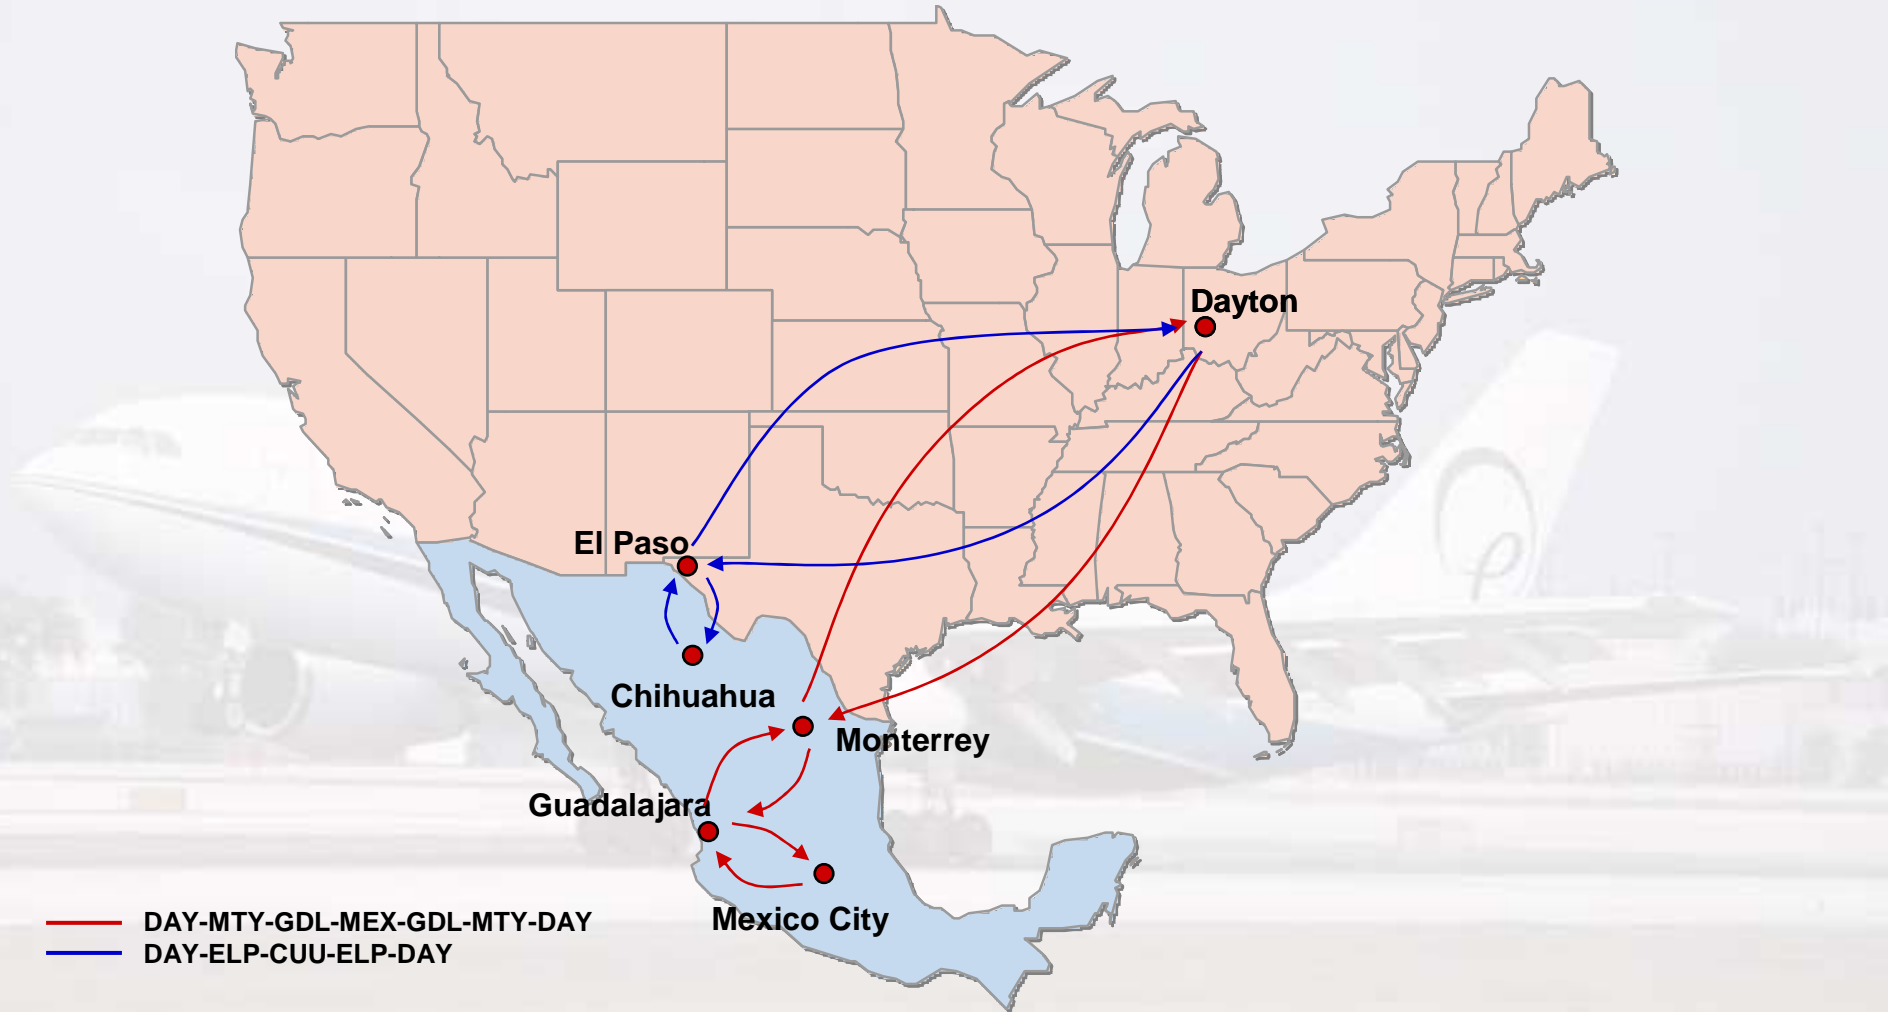 Dayton
El Paso
Chihuahua
Monterrey
Guadalajara
Mexico City
DAY-MTY-GDL-MEX-GDL-MTY-DAY
DAY-ELP-CUU-ELP-DAY